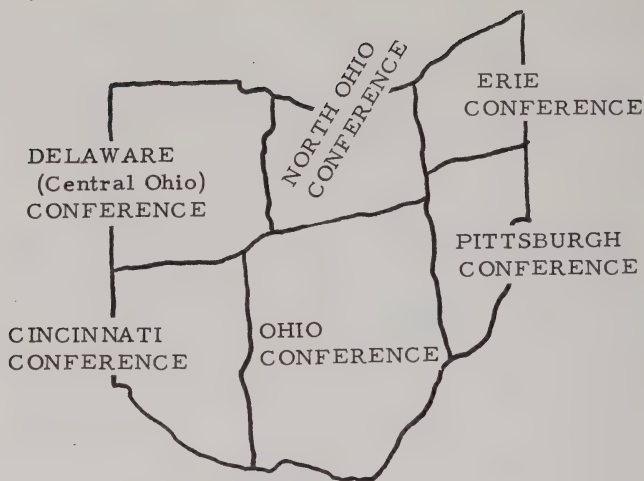 NORTH OHIO
CONFERENCE
ERIE
CONFERENCE
DELAWARE
(Central Ohio)
CONFERENCE
PITTSBURGH
CONFERENCE
CINCINNATI
CONFERENCE
OHIO
CONFERENCE